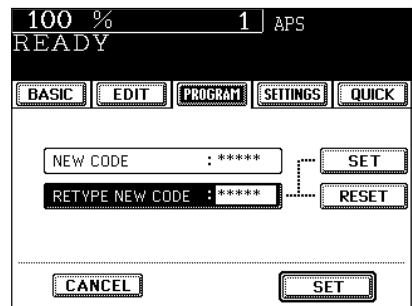 100 % 1 APS
READY
BASIC EDIT PROGRAM SETTINGS QUICK
NEW CODE : ***** SET
RETYPE NEW CODE : ***** RESET
CANCEL SET